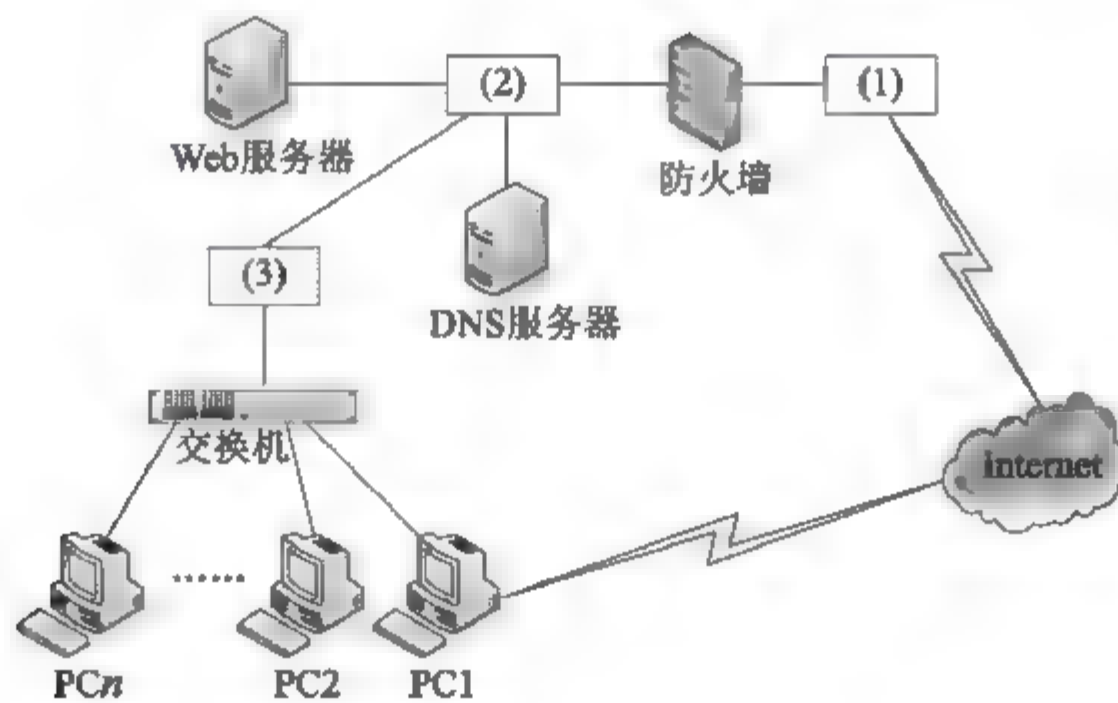 (2)
(1)
Web服务器
防火墙
(3)
DNS服务器
交换机
internet
......
PCn
PC2
PC1